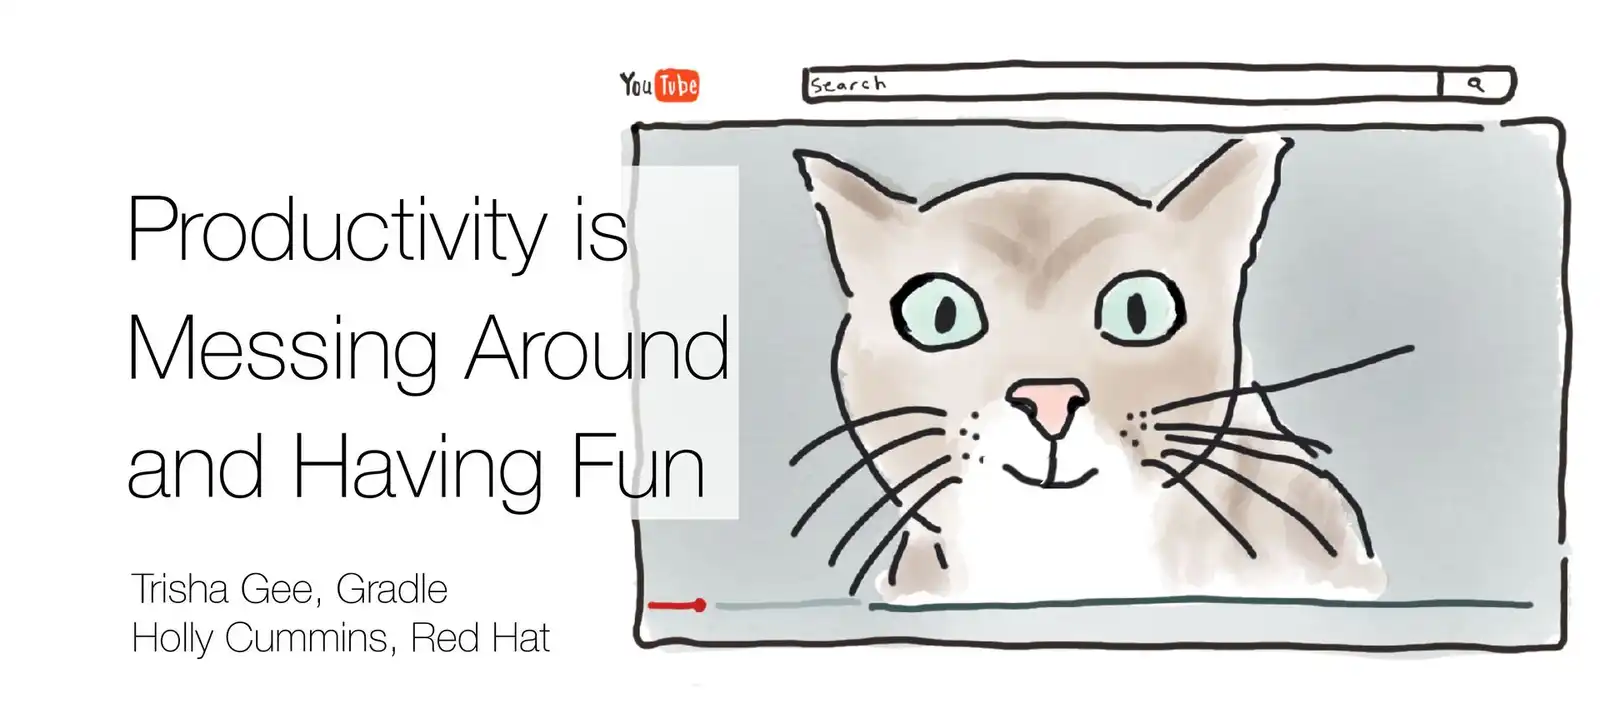 YouTube
Search
Productivity is
Messing Around
and Having Fun
Trisha Gee, Gradle
Holly Cummins, Red Hat